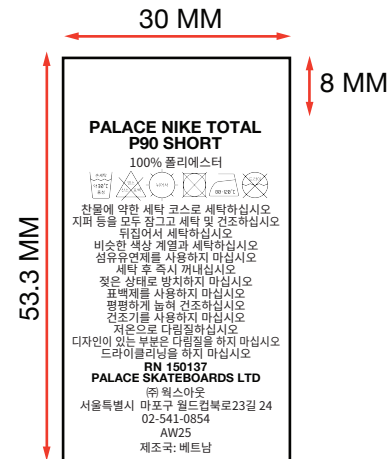 30 MM
8 MM
53.3 MM
PALACE NIKE TOTAL
P90 SHORT
100% 폴리에스터
찬물에 약한 세탁 코스로 세탁하십시오
지퍼 등을 모두 잠그고 세탁 및 건조하십시오
뒤집어서 세탁하십시오
비슷한 색상 계열과 세탁하십시오
섬유유연제를 사용하지 마십시오
세탁 후 즉시 꺼내십시오
젖은 상태로 방치하지 마십시오
표백제를 사용하지 마십시오
평평하게 눕혀 건조하십시오
건조기를 사용하지 마십시오
저온으로 다림질하십시오
디자인이 있는 부분은 다림질을 하지 마십시오
드라이클리닝을 하지 마십시오
RN 150137
PALACE SKATEBOARDS LTD
㈜ 웍스아웃
서울특별시 마포구 월드컵북로23길 24
02-541-0854
AW25
제조국: 베트남